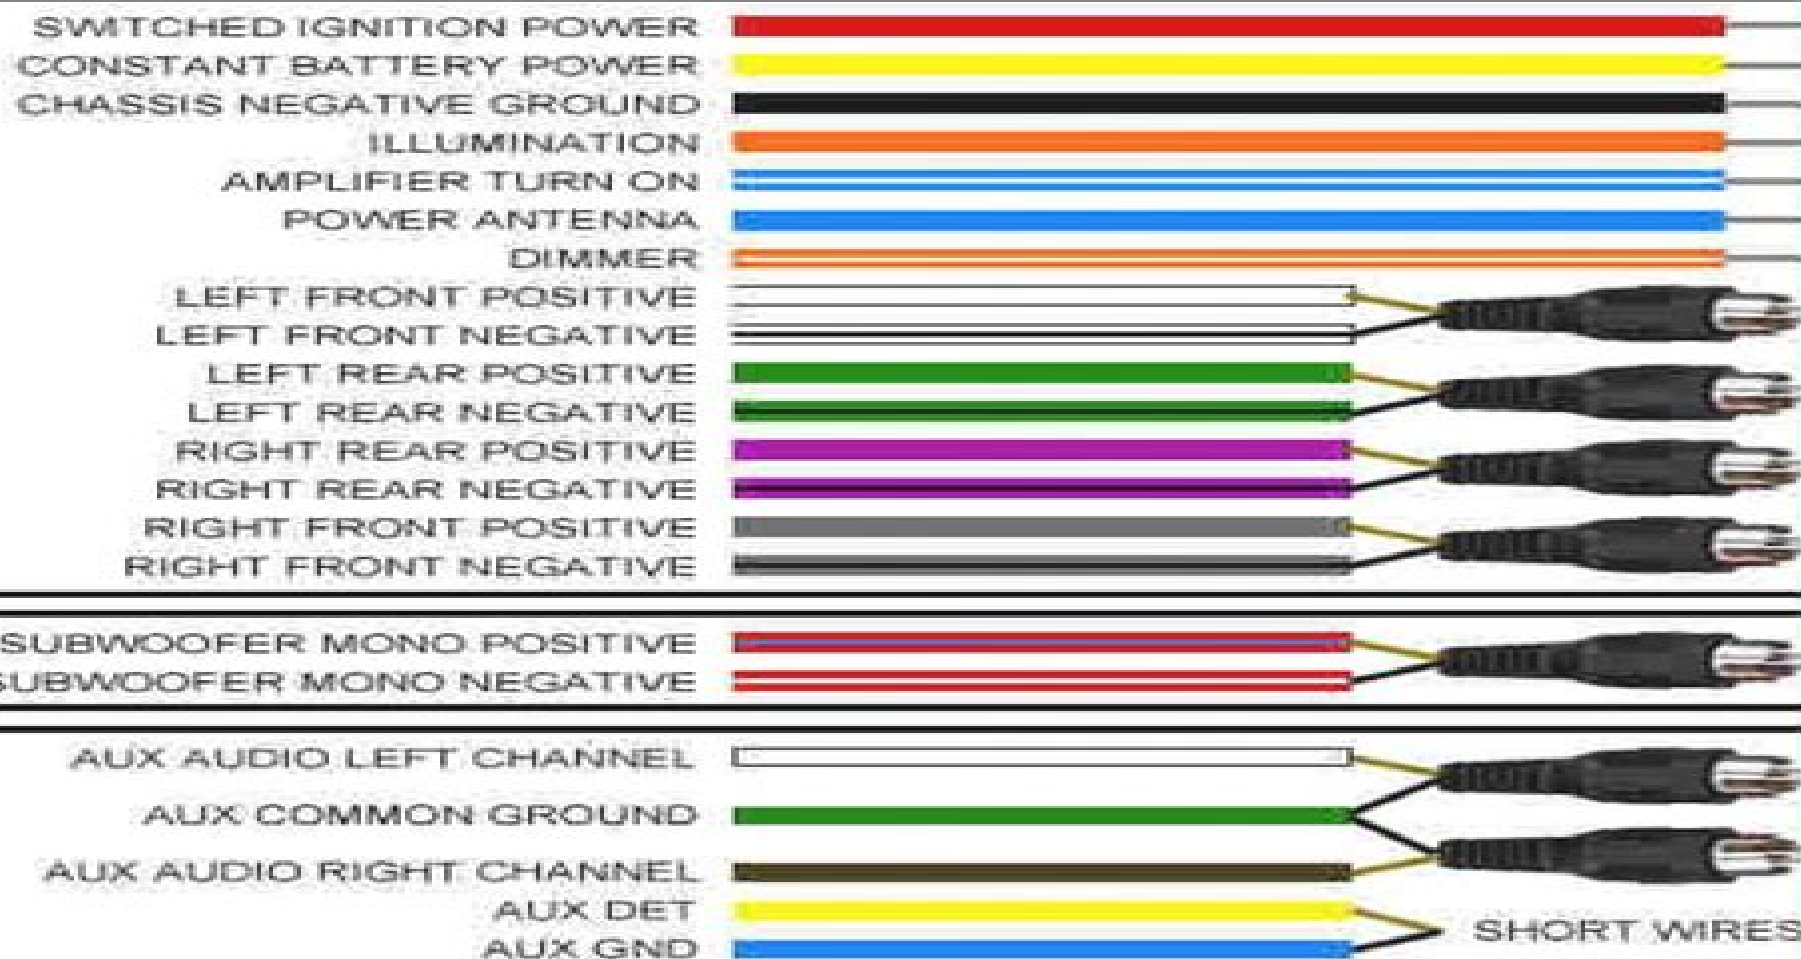 SWITCHED IGNITION POWER
CONSTANT BATTERY POWER
CHASSIS NEGATIVE GROUND
ILLUMINATION
AMPLIFIER TURN ON
POWER ANTENNA
DIMMER
LEFT FRONT POSITIVE
LEFT FRONT NEGATIVE
LEFT REAR POSITIVE
LEFT REAR NEGATIVE
RIGHT REAR POSITIVE
RIGHT REAR NEGATIVE
RIGHT FRONT POSITIVE
RIGHT FRONT NEGATIVE
SUBWOOFER MONO POSITIVE
SUBWOOFER MONO NEGATIVE
AUX AUDIO LEFT CHANNEL
AUX COMMON GROUND
AUX AUDIO RIGHT CHANNEL
AUX DET
AUX GND
SHORT WIRES